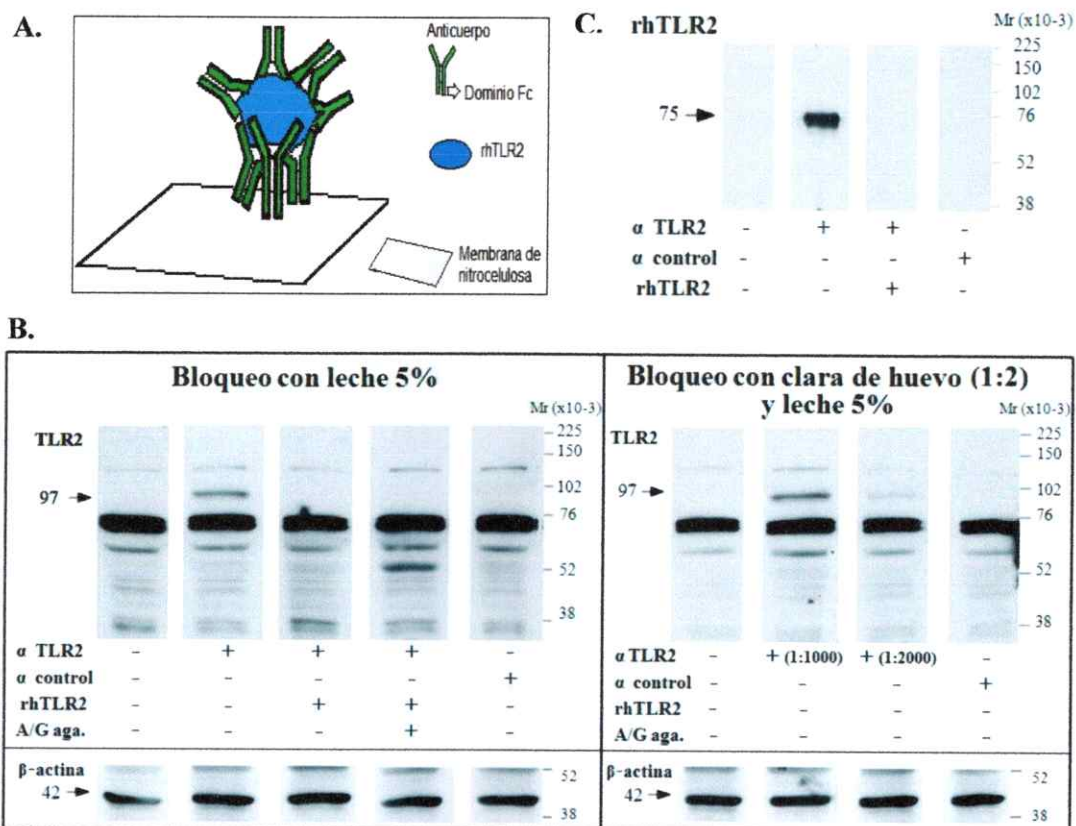 A.
Anticuerpo
Dominio Fc
rhTLR2
Membrana de
nitrocelulosa
C. rhTLR2
Mr (x10-3)
225
150
102
75
76
52
38
α TLR2 - + + -
α control - - - +
rhTLR2 - - + -
B.
Bloqueo con leche 5%
Mr (x10-3)
TLR2
225
150
97
102
76
52
38
α TLR2 - + + + -
α control - - - - +
rhTLR2 - - + + -
A/G aga. - - - + -
β-actina
52
42
38
Bloqueo con clara de huevo (1:2)
y leche 5%
Mr (x10-3)
TLR2
225
150
97
102
76
52
38
α TLR2 - + (1:1000) + (1:2000) -
α control - - - +
rhTLR2 - - - -
A/G aga. - - - -
β-actina
52
42
38